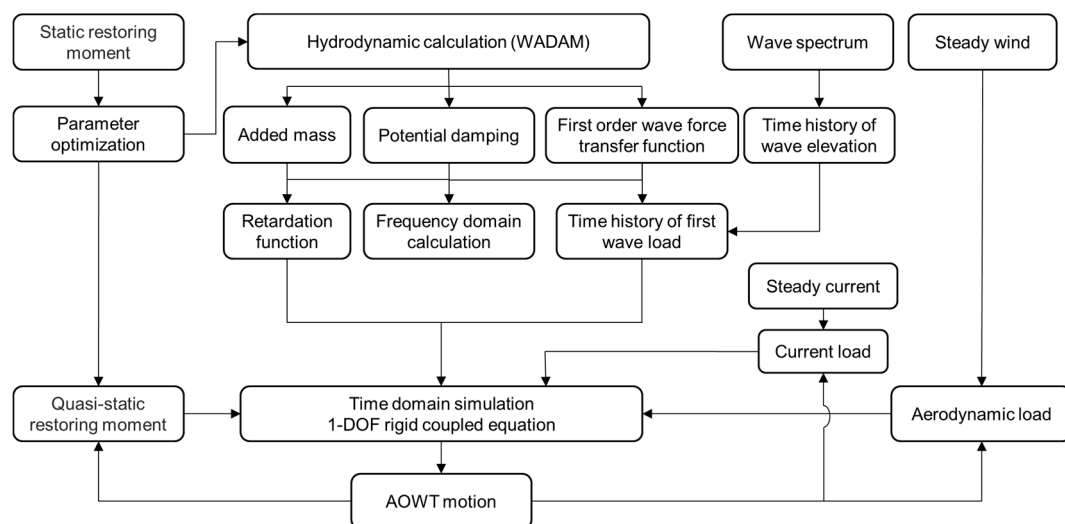 Static restoring
moment
Hydrodynamic calculation (WADAM)
Wave spectrum
Steady wind
Parameter
optimization
Added mass
Potential damping
First order wave force
transfer function
Time history of
wave elevation
Retardation
function
Frequency domain
calculation
Time history of first
wave load
Steady current
Current load
Quasi-static
restoring moment
Time domain simulation
1-DOF rigid coupled equation
Aerodynamic load
AOWT motion